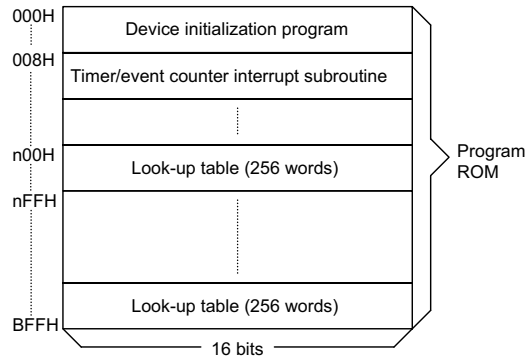 000H
Device initialization program
008H
Timer/event counter interrupt subroutine
n00H
Look-up table (256 words)
nFFH
Program
ROM
Look-up table (256 words)
BFFH
16 bits